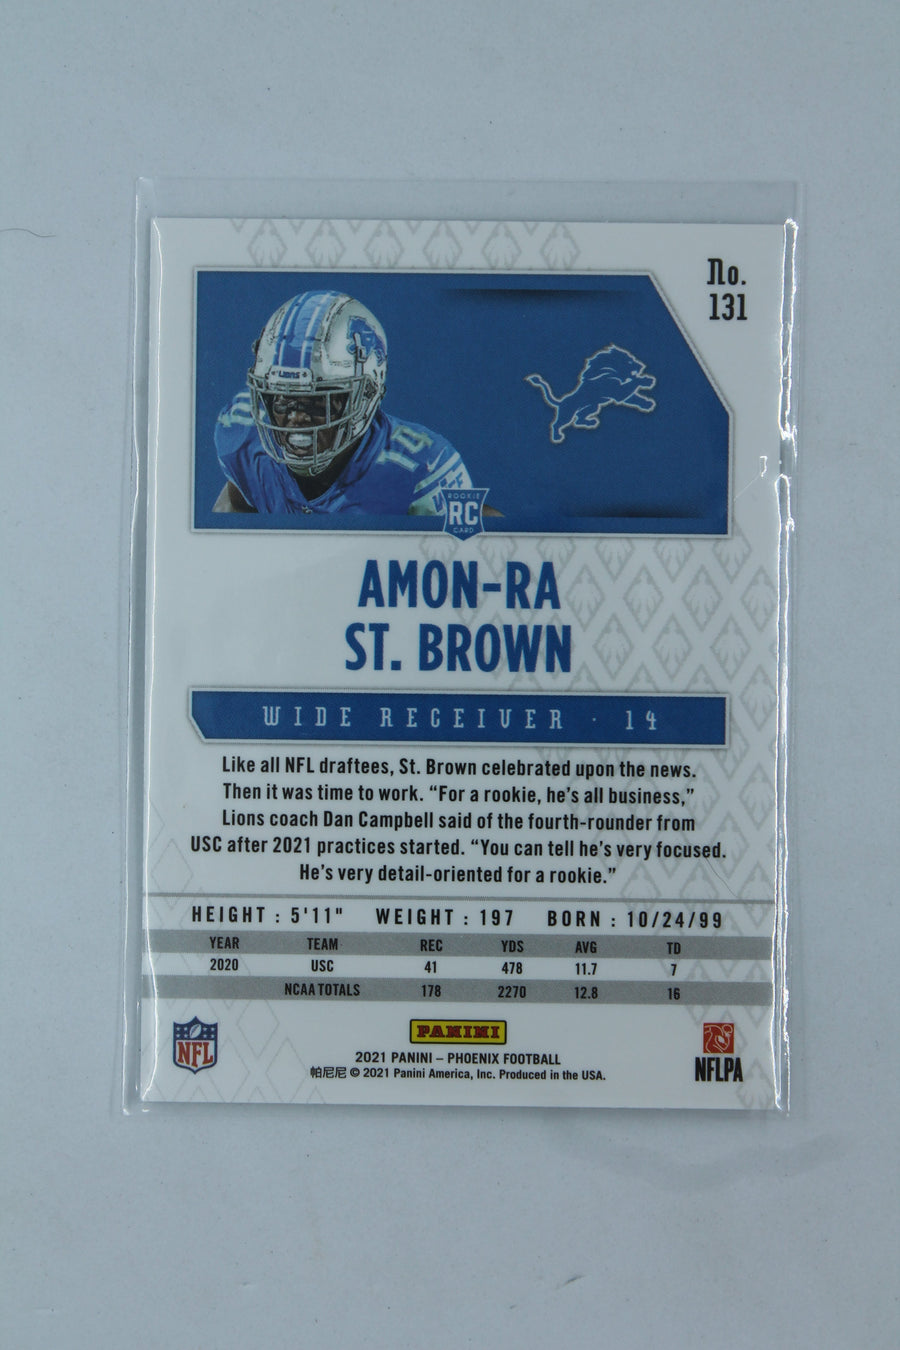 No.
131
LIONS
14
ROOKIE
RC
CARD
AMON-RA
ST. BROWN
WIDE RECEIVER · 14
Like all NFL draftees, St. Brown celebrated upon the news.
Then it was time to work. “For a rookie, he’s all business,”
Lions coach Dan Campbell said of the fourth-rounder from
USC after 2021 practices started. “You can tell he’s very focused.
He’s very detail-oriented for a rookie.”
HEIGHT : 5'11" WEIGHT : 197 BORN : 10/24/99
YEAR TEAM REC YDS AVG TD
2020 USC 41 478 11.7 7
NCAA TOTALS 178 2270 12.8 16
NFL
PANINI
2021 PANINI – PHOENIX FOOTBALL
帕尼尼 © 2021 Panini America, Inc. Produced in the USA.
NFLPA